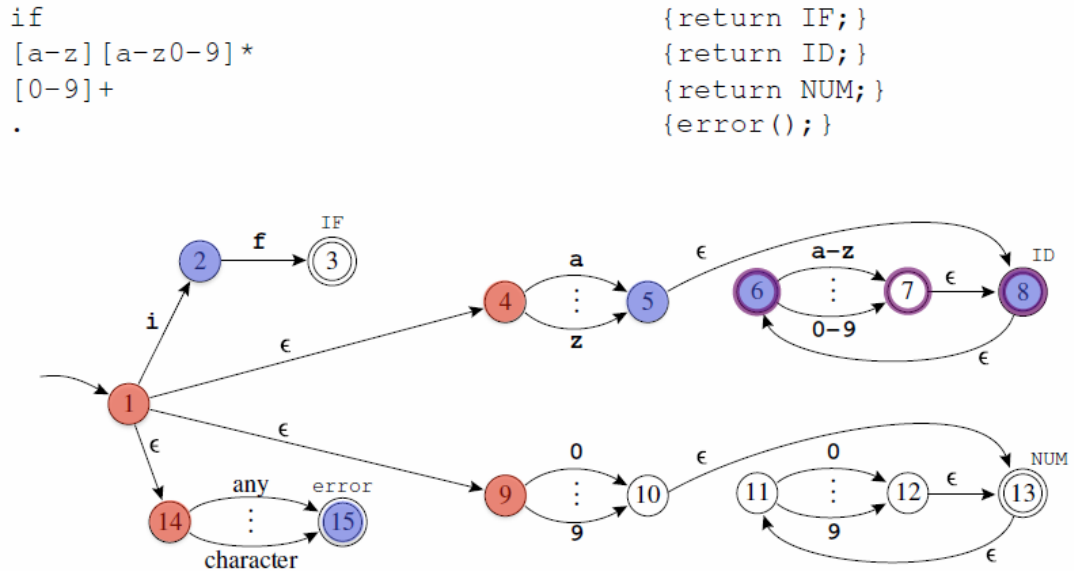 if {return IF;}
[a-z][a-z0-9]* {return ID;}
[0-9]+ {return NUM;}
. {error();}
IF
2 f 3
a
a-z
ID
ϵ
4 ⋮ 5
6 ⋮ 7 ϵ 8
i
z
0-9
ϵ
ϵ
1
ϵ
ϵ
0
ϵ
0
NUM
any
error
9 ⋮ 10
11 ⋮ 12 ϵ 13
14 ⋮ 15
9
9
ϵ
character